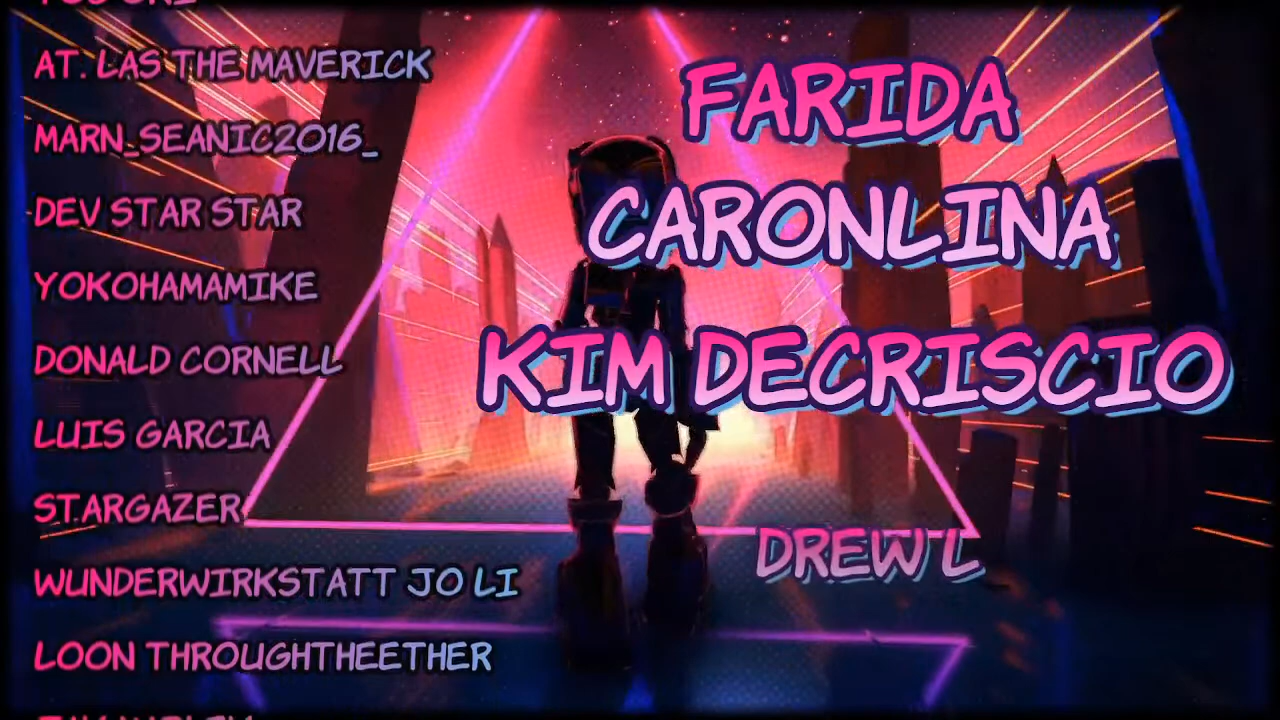 AT. LAS THE MAVERICK
MARN_SEANIC2016_
DEV STAR STAR
YOKOHAMAMIKE
DONALD CORNELL
LUIS GARCIA
STARGAZER
WUNDERWIRKSTATT JO LI
LOON THROUGHTHEETHER
FARIDA
CARONLINA
KIM DECRISCIO
DREW L